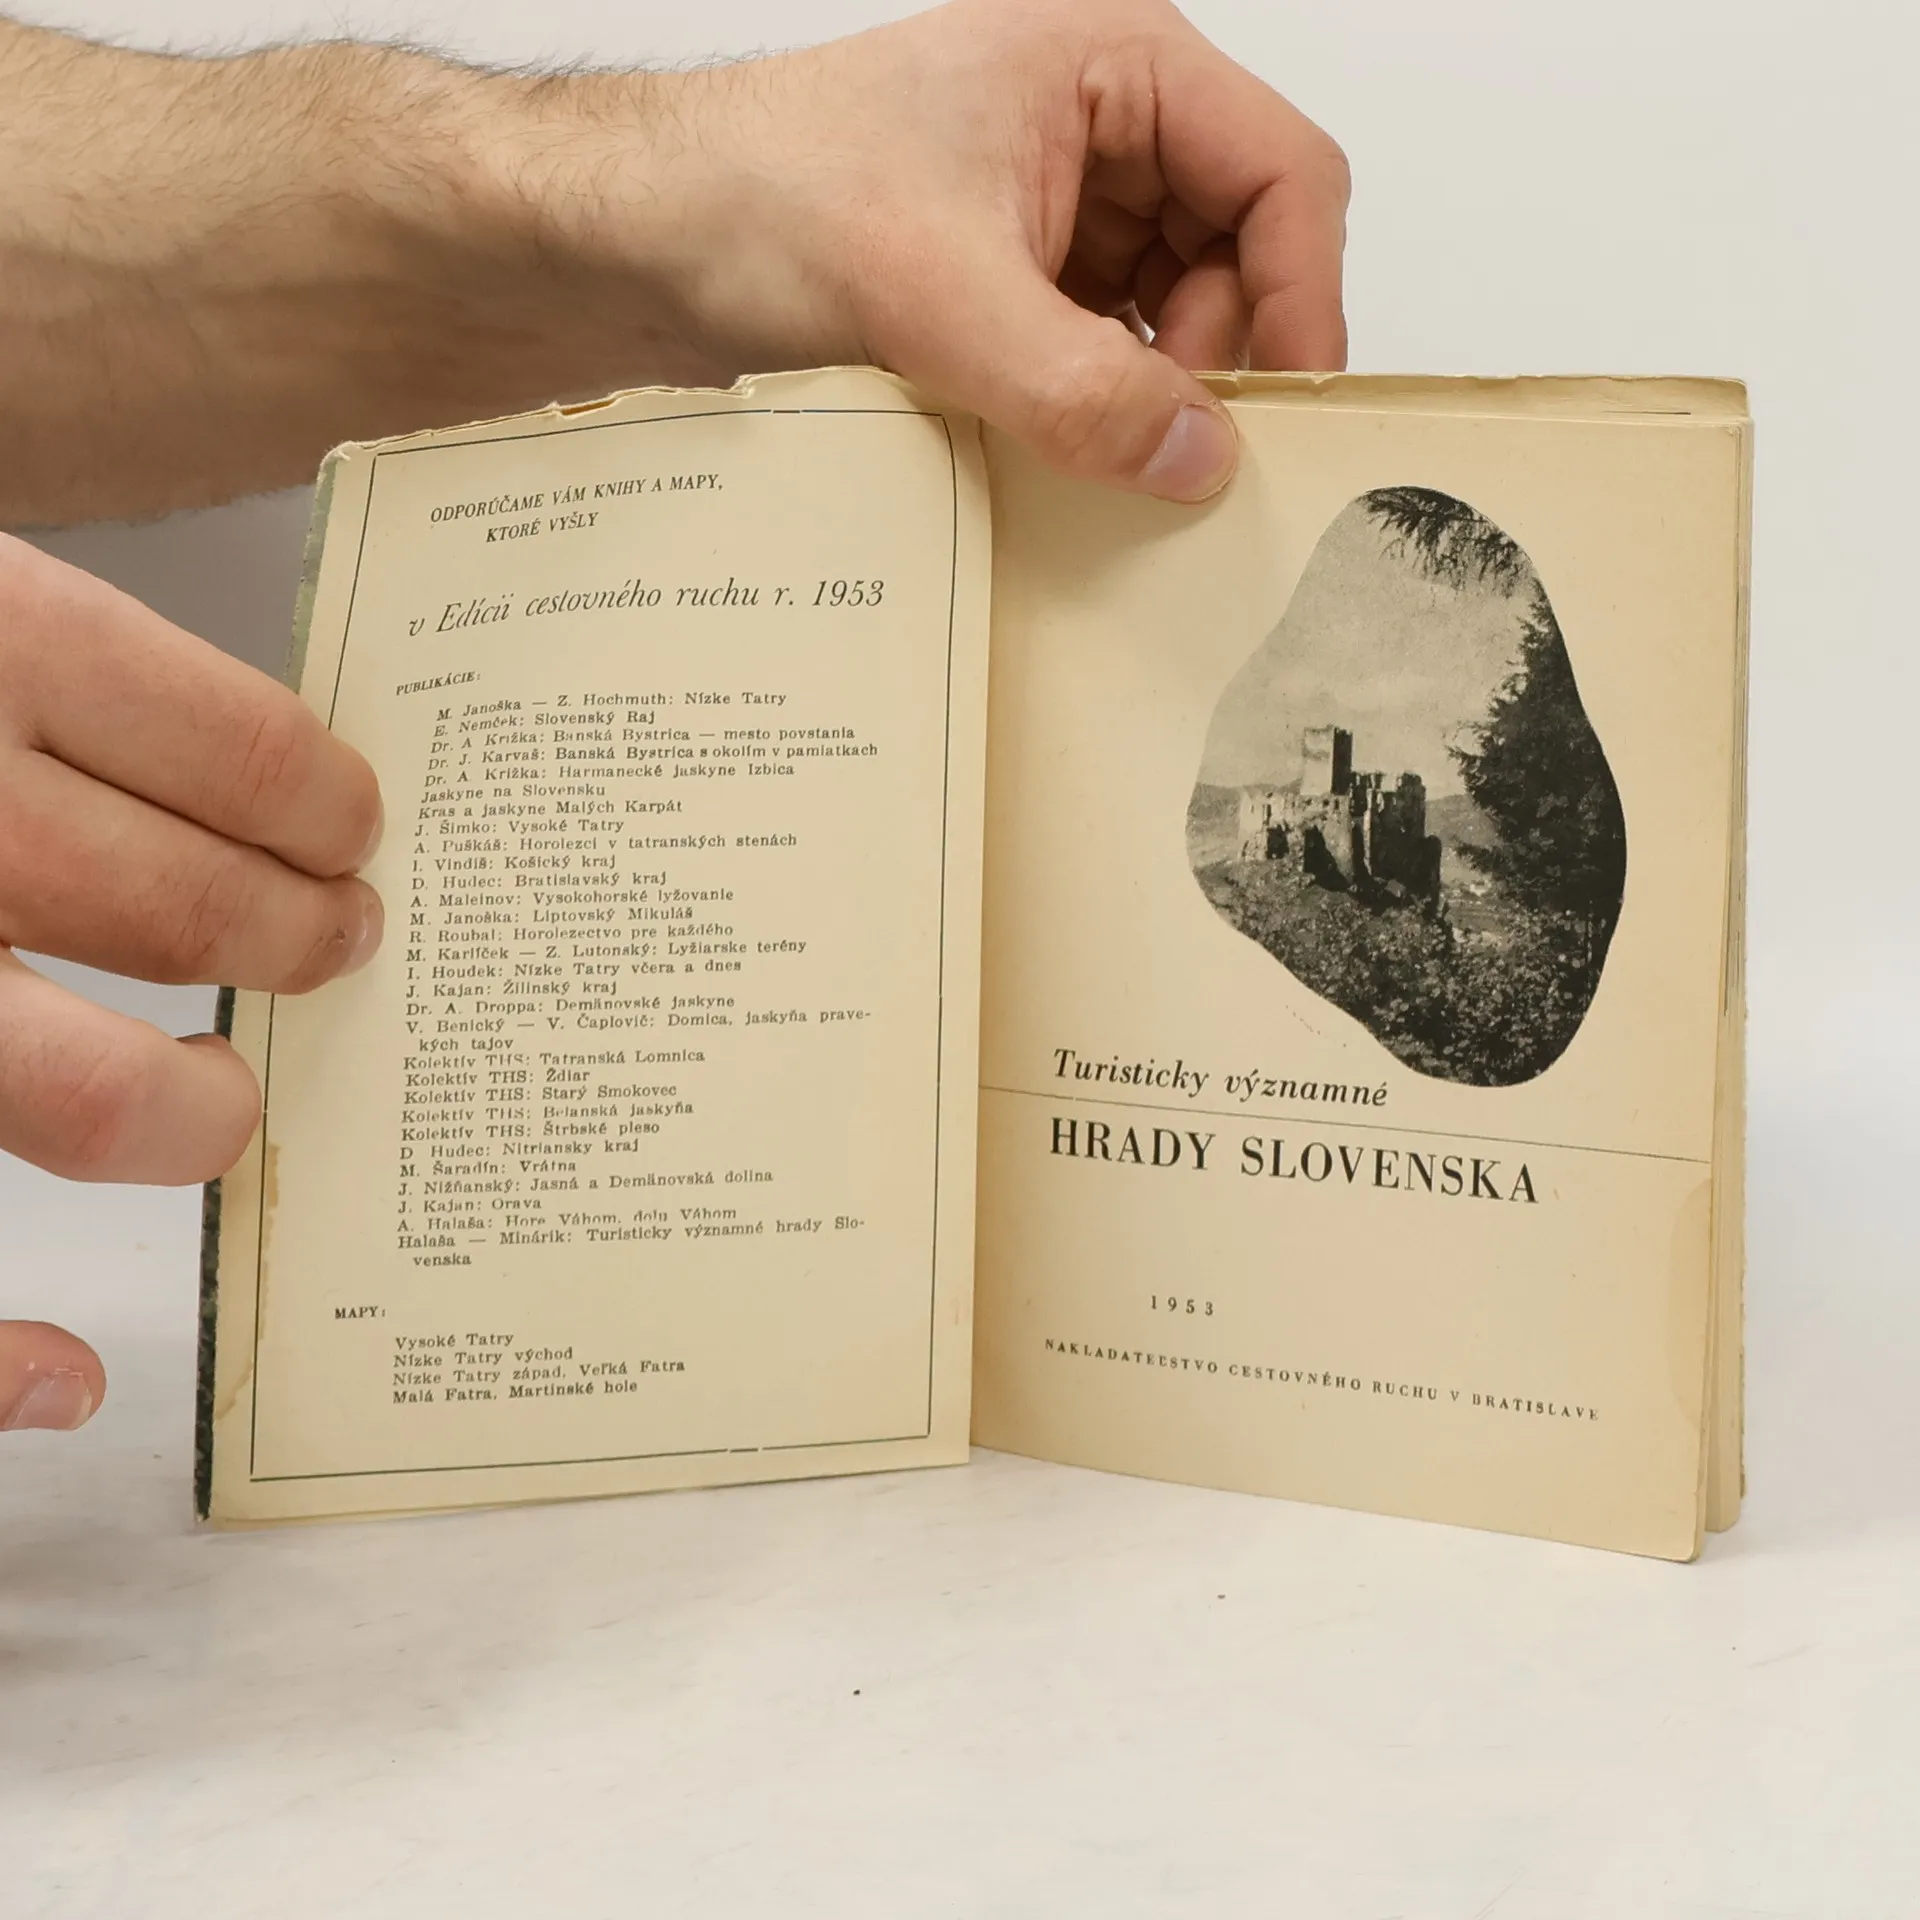 ODPORÚČAME VÁM KNIHY A MAPY,
KTORÉ VYŠLY
v Edícii cestovného ruchu r. 1953
PUBLIKÁCIE:
M. Janoška — Z. Hochmuth: Nízke Tatry
E. Nemček: Slovenský Raj
Dr. A Križka: Banská Bystrica — mesto povstania
Dr. J. Karvaš: Banská Bystrica s okolím v pamiatkach
Dr. A. Križka: Harmanecké jaskyne Izbica
Jaskyne na Slovensku
Kras a jaskyne Malých Karpát
J. Šimko: Vysoké Tatry
A. Puškáš: Horolezci v tatranských stenách
I. Vindiš: Košický kraj
D. Hudec: Bratislavský kraj
A. Maleinov: Vysokohorské lyžovanie
M. Janoška: Liptovský Mikuláš
R. Roubal: Horolezectvo pre každého
M. Karlíček — Z. Lutonský: Lyžiarske terény
I. Houdek: Nízke Tatry včera a dnes
J. Kajan: Žilinský kraj
Dr. A. Droppa: Demänovské jaskyne
V. Benický — V. Čaplovič: Domica, jaskyňa prave-
kých tajov
Kolektív THS: Tatranská Lomnica
Kolektív THS: Ždiar
Kolektív THS: Starý Smokovec
Kolektív THS: Belanská jaskyňa
Kolektív THS: Štrbské pleso
D Hudec: Nitriansky kraj
M. Šaradín: Vrátna
J. Nižňanský: Jasná a Demänovská dolina
J. Kajan: Orava
A. Halaša: Hore Váhom, dolu Váhom
Halaša — Minárik: Turisticky významné hrady Slo-
venska
MAPY:
Vysoké Tatry
Nízke Tatry východ
Nízke Tatry západ, Veľká Fatra
Malá Fatra, Martinské hole
Turisticky významné
HRADY SLOVENSKA
1953
NAKLADATEĽSTVO CESTOVNÉHO RUCHU V BRATISLAVE